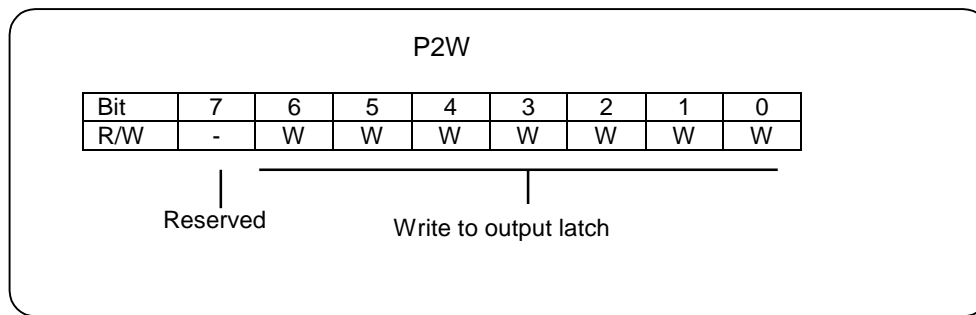 P2W
Bit 7 6 5 4 3 2 1 0
R/W - W W W W W W W
Reserved
Write to output latch